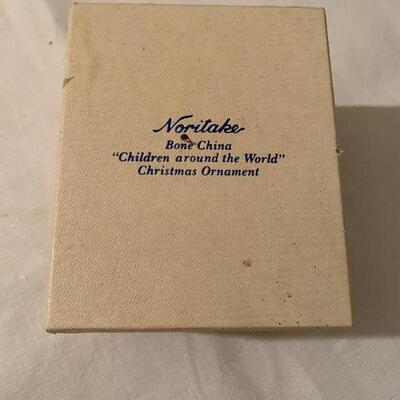 Noritake
Bone China
"Children around the World"
Christmas Ornament